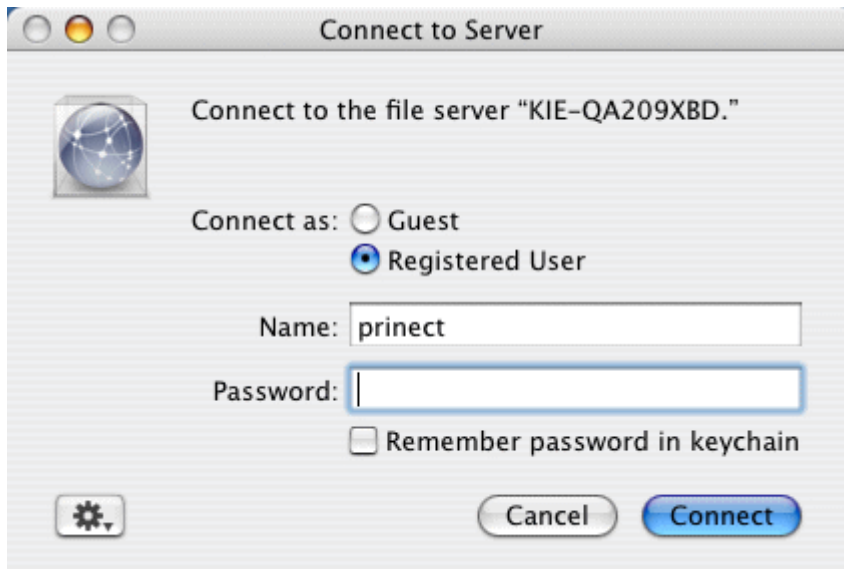 Connect to Server
Connect to the file server “KIE-QA209XBD.”
Connect as: Guest
Registered User
Name: prinect
Password:
Remember password in keychain
Cancel Connect